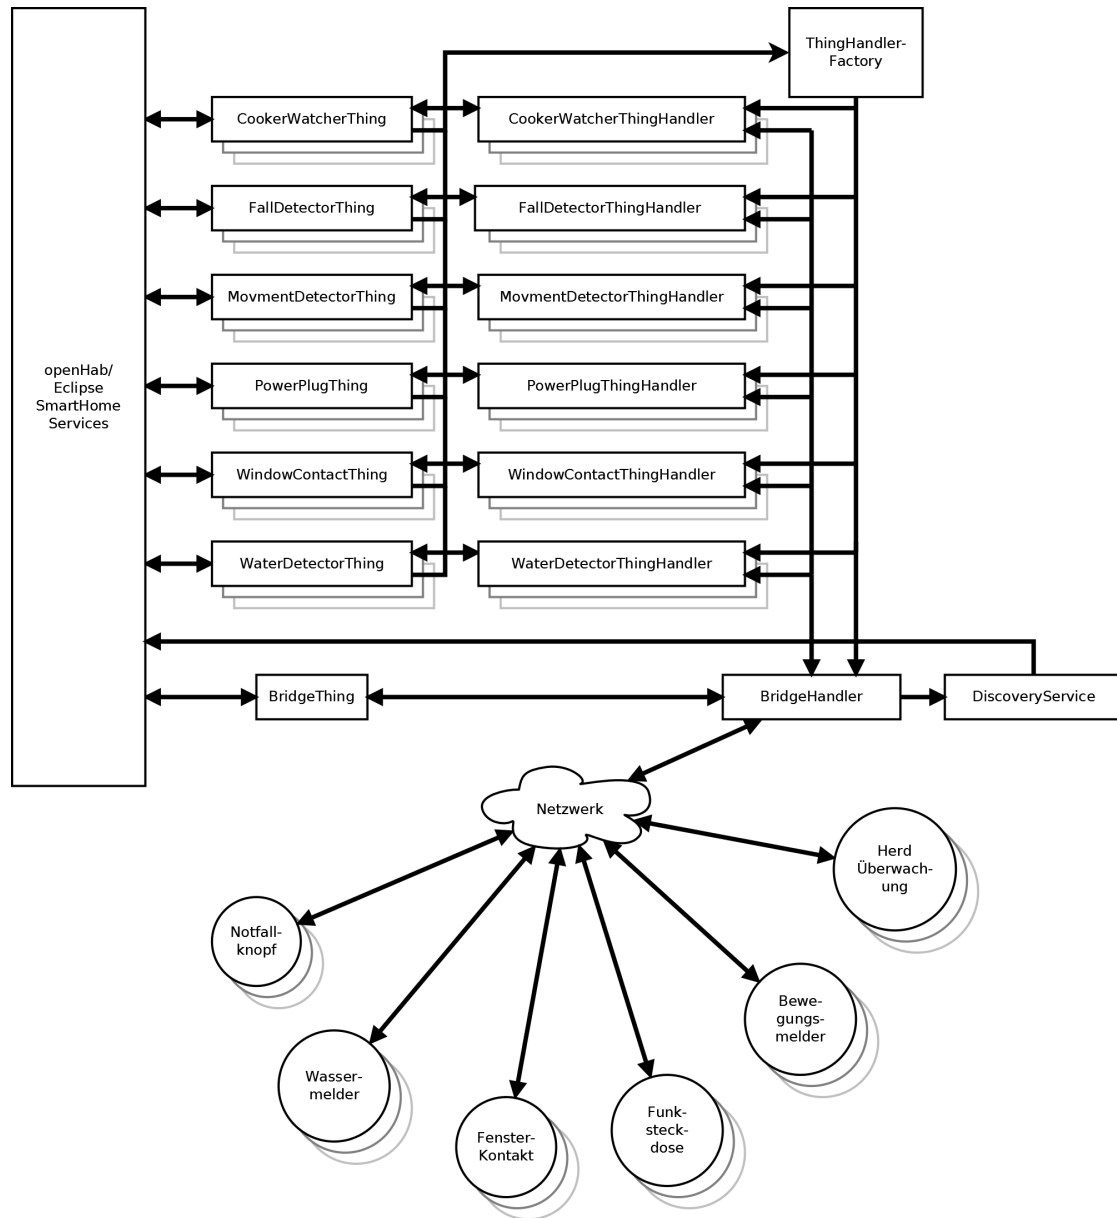 ThingHandler-
Factory
CookerWatcherThing
CookerWatcherThingHandler
FallDetectorThing
FallDetectorThingHandler
MovmentDetectorThing
MovmentDetectorThingHandler
openHab/
Eclipse
SmartHome
Services
PowerPlugThing
PowerPlugThingHandler
WindowContactThing
WindowContactThingHandler
WaterDetectorThing
WaterDetectorThingHandler
BridgeThing
BridgeHandler
DiscoveryService
Netzwerk
Herd
Überwach-
ung
Notfall-
knopf
Bewe-
gungs-
melder
Wasser-
melder
Funk-
steck-
dose
Fenster-
Kontakt